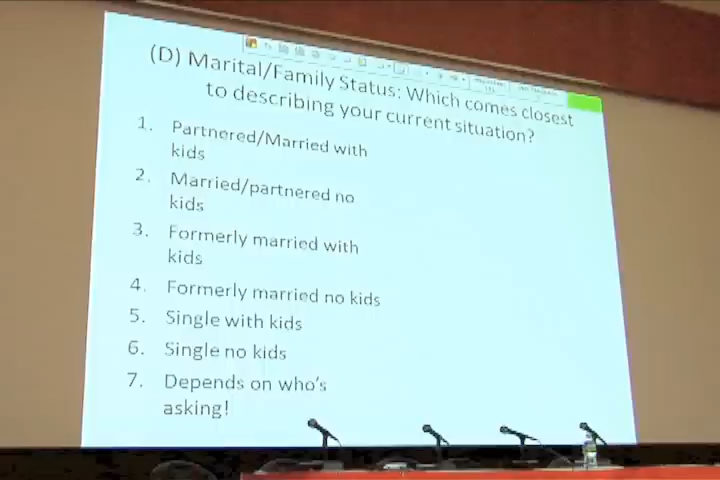 (D) Marital/Family Status: Which comes closest
to describing your current situation?
1. Partnered/Married with
kids
2. Married/partnered no
kids
3. Formerly married with
kids
4. Formerly married no kids
5. Single with kids
6. Single no kids
7. Depends on who's
asking!